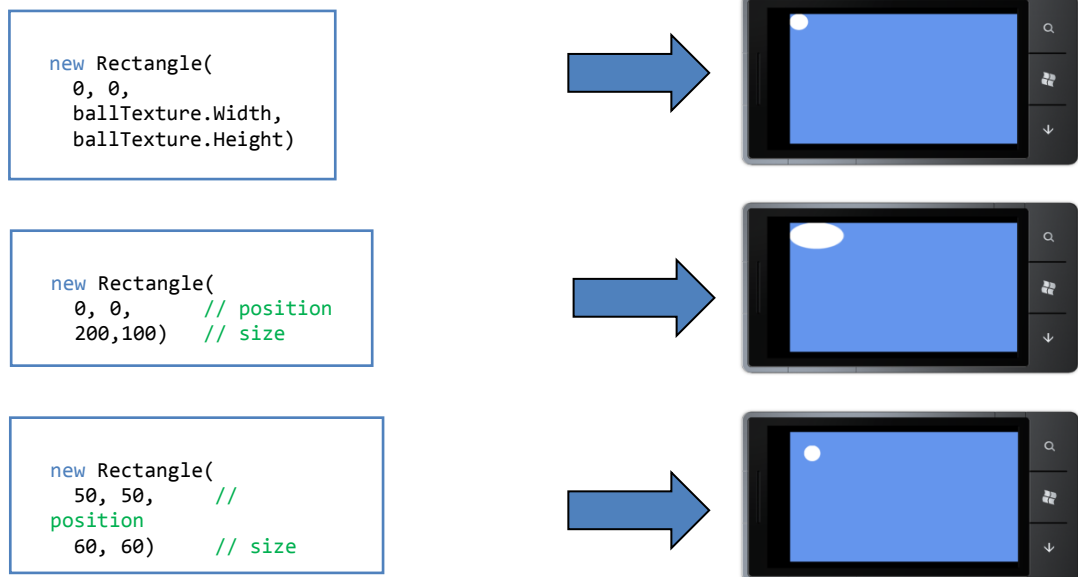 new Rectangle(
0, 0,
ballTexture.Width,
ballTexture.Height)
new Rectangle(
0, 0, // position
200,100) // size
new Rectangle(
50, 50, //
position
60, 60) // size